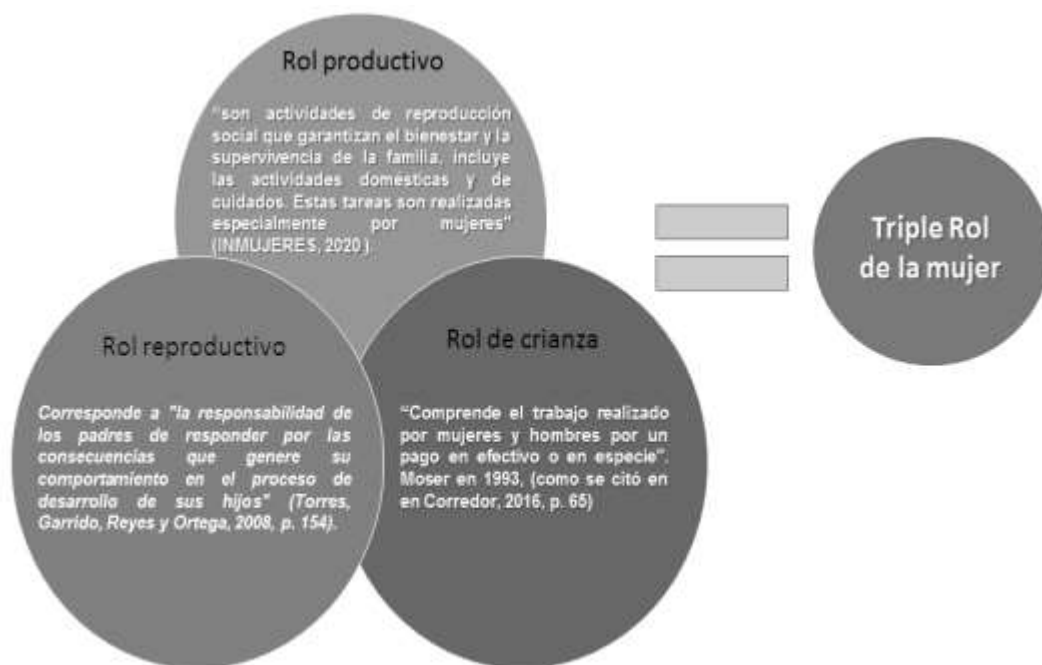 Rol productivo
"son actividades de reproducción
social que garantizan el bienestar y la
supervivencia de la familia, incluye
las actividades domésticas y de
cuidados. Estas tareas son realizadas
especialmente por mujeres"
(INMUJERES, 2020.)
Rol reproductivo
Corresponde a "la responsabilidad de
los padres de responder por las
consecuencias que genere su
comportamiento en el proceso de
desarrollo de sus hijos" (Torres,
Garrido, Reyes y Ortega, 2008, p. 154).
Rol de crianza
"Comprende el trabajo realizado
por mujeres y hombres por un
pago en efectivo o en especie".
Moser en 1993, (como se citó en
en Corredor, 2016, p. 65)
Triple Rol
de la mujer